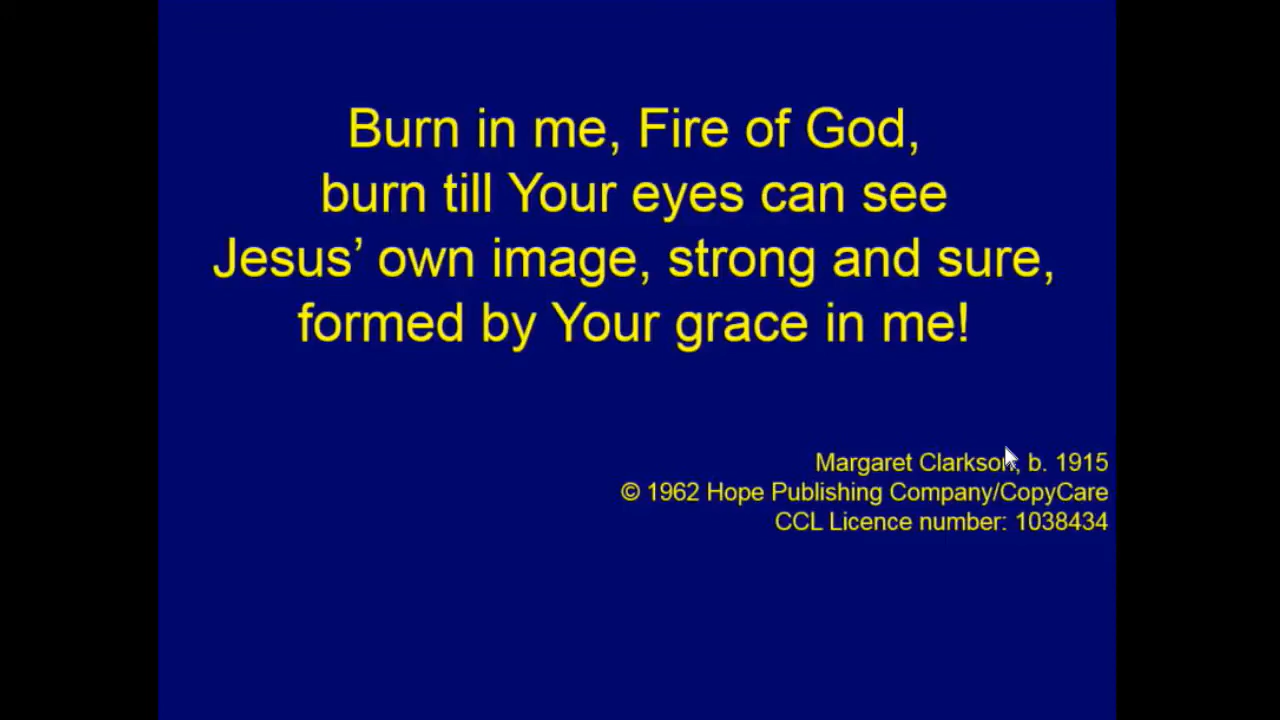 Burn in me, Fire of God,
burn till Your eyes can see
Jesus’ own image, strong and sure,
formed by Your grace in me!
Margaret Clarkson, b. 1915
© 1962 Hope Publishing Company/CopyCare
CCL Licence number: 1038434